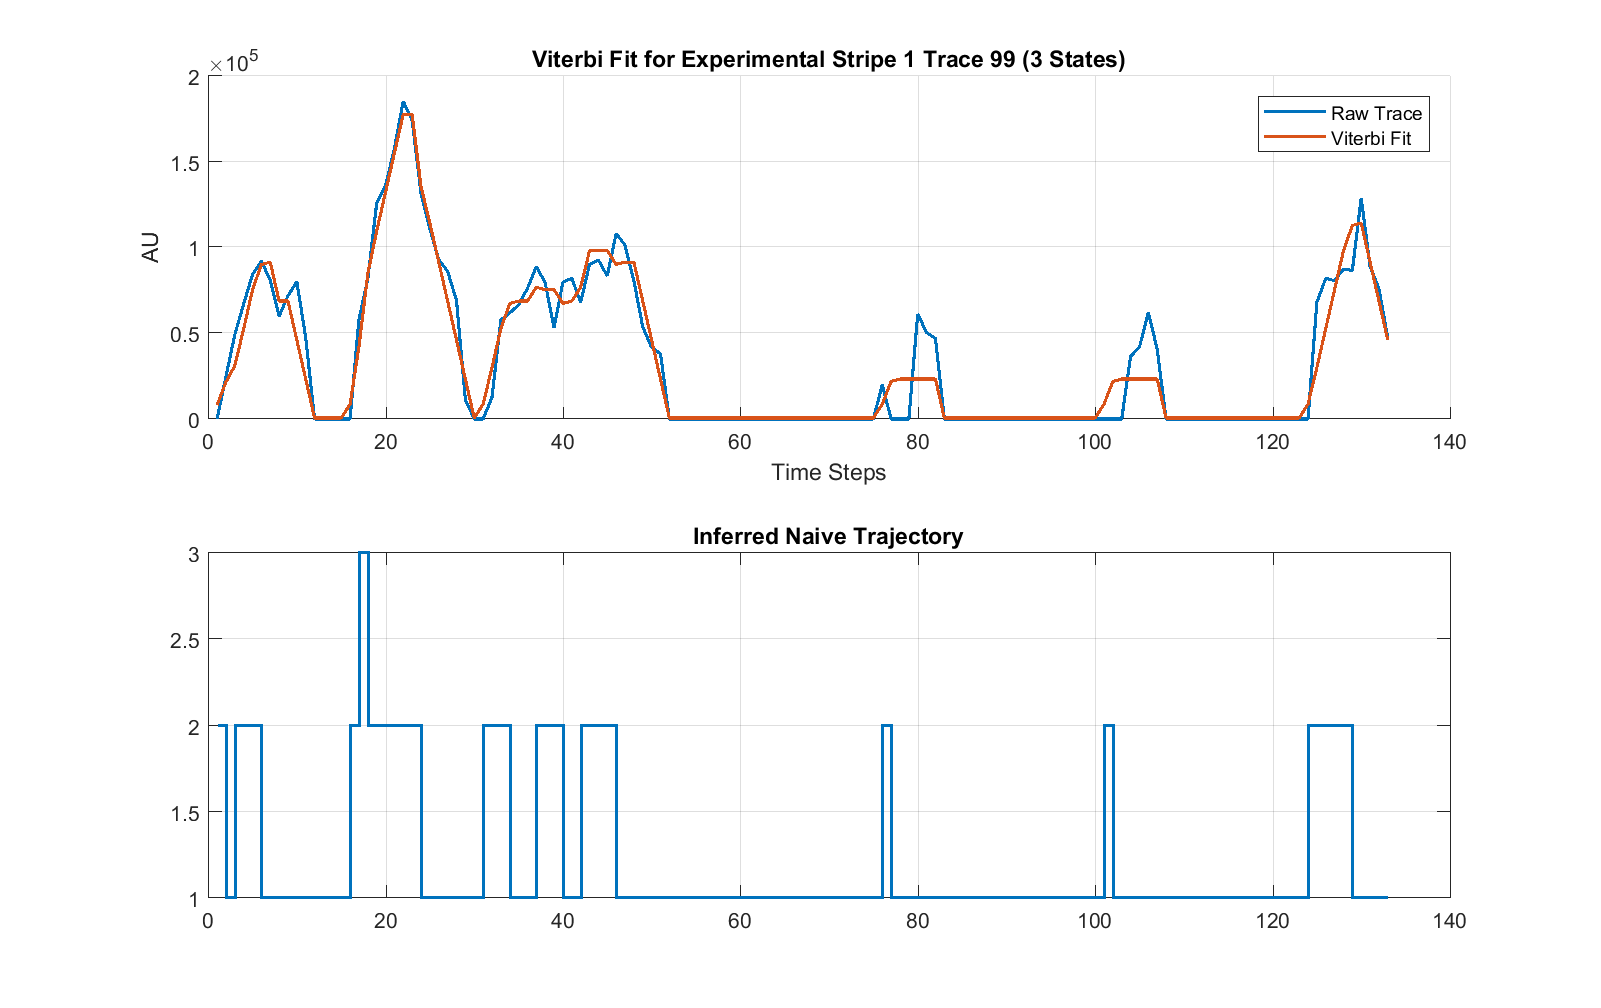 Viterbi Fit for Experimental Stripe 1 Trace 99 (3 States)
×10^5
2
1.5
1
0.5
0
AU
Raw Trace
Viterbi Fit
0 20 40 60 80 100 120 140
Time Steps
Inferred Naive Trajectory
3
2.5
2
1.5
1
0 20 40 60 80 100 120 140